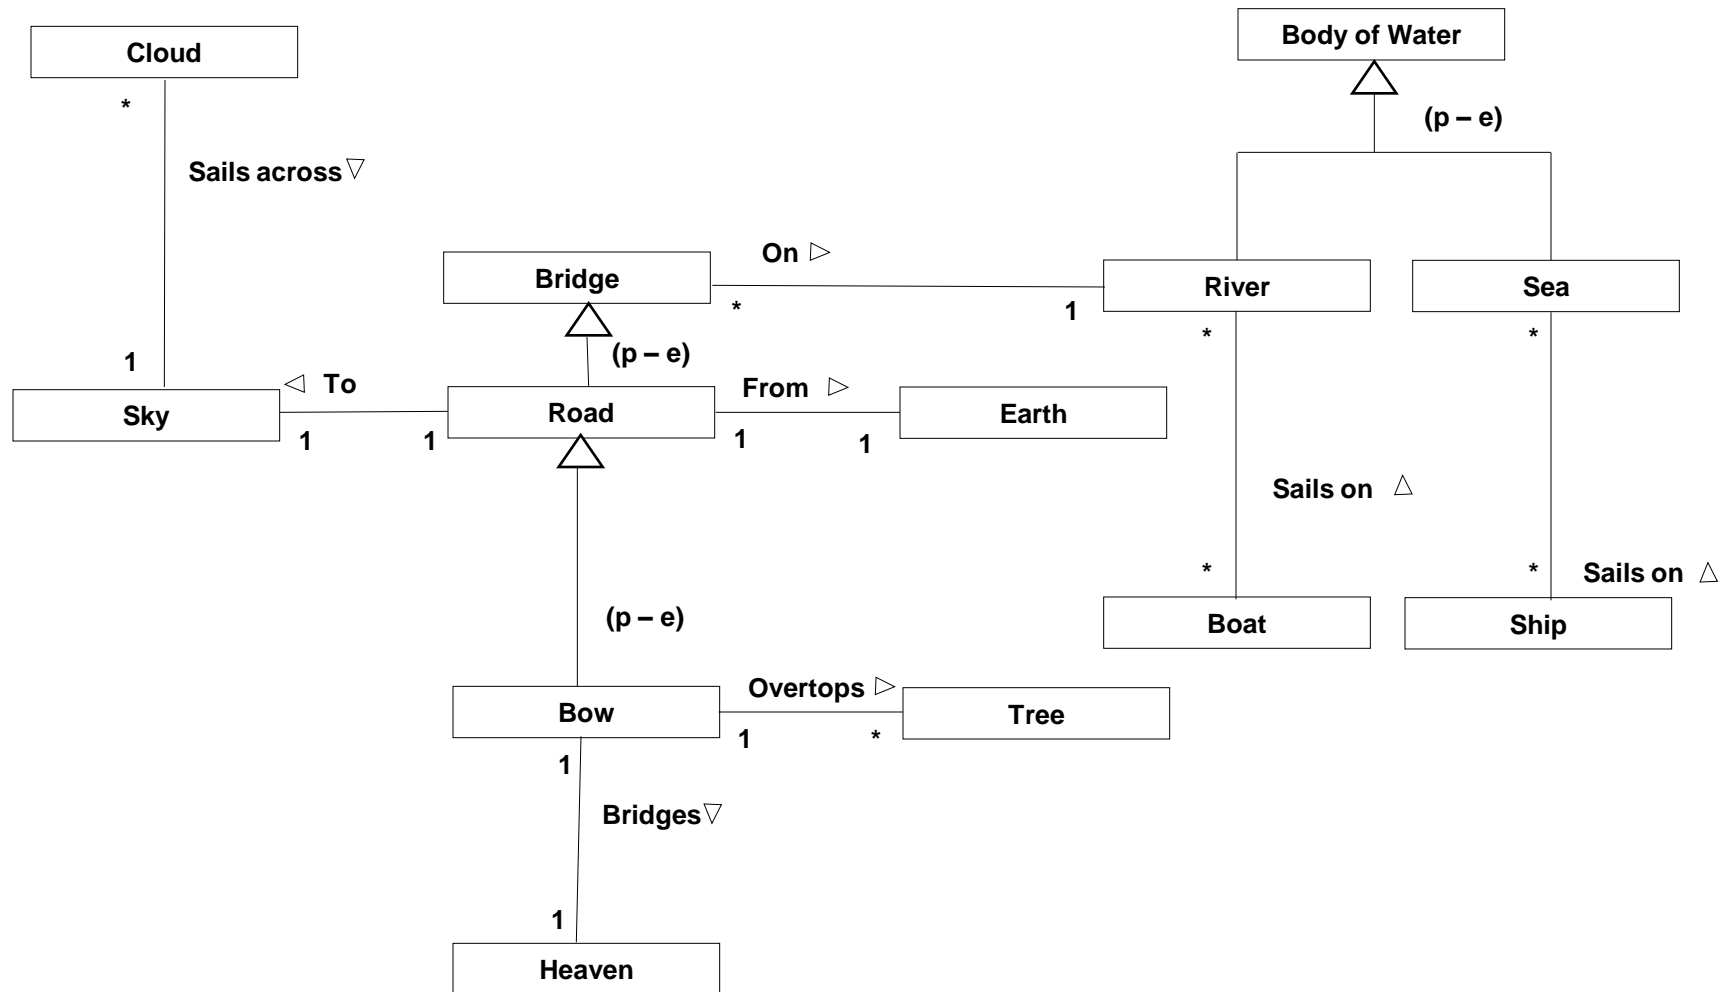 Body of Water
Cloud
*
(p – e)
Sails across
On
Bridge
River
Sea
*
1
*
*
1
(p – e)
To
From
Sky
Road
Earth
1
1
1
1
Sails on
*
*
Sails on
(p – e)
Boat
Ship
Overtops
Bow
Tree
1
*
1
Bridges
1
Heaven